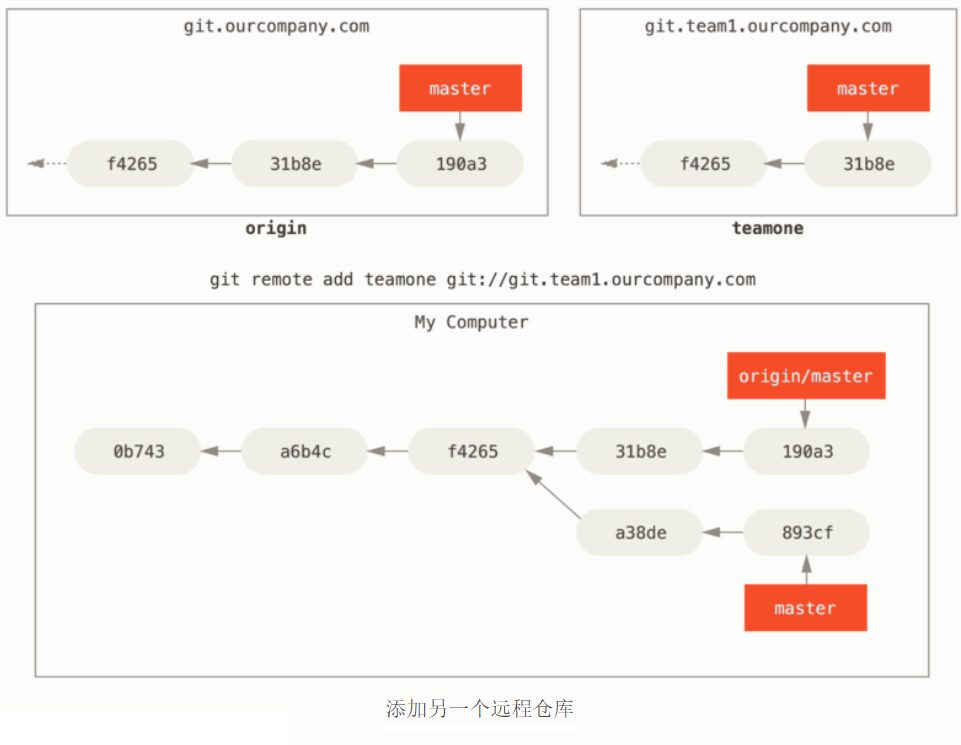 git.ourcompany.com
master
f4265
31b8e
190a3
origin
git.team1.ourcompany.com
master
f4265
31b8e
teamone
git remote add teamone git://git.team1.ourcompany.com
My Computer
origin/master
0b743
a6b4c
f4265
31b8e
190a3
a38de
893cf
master
添加另一个远程仓库